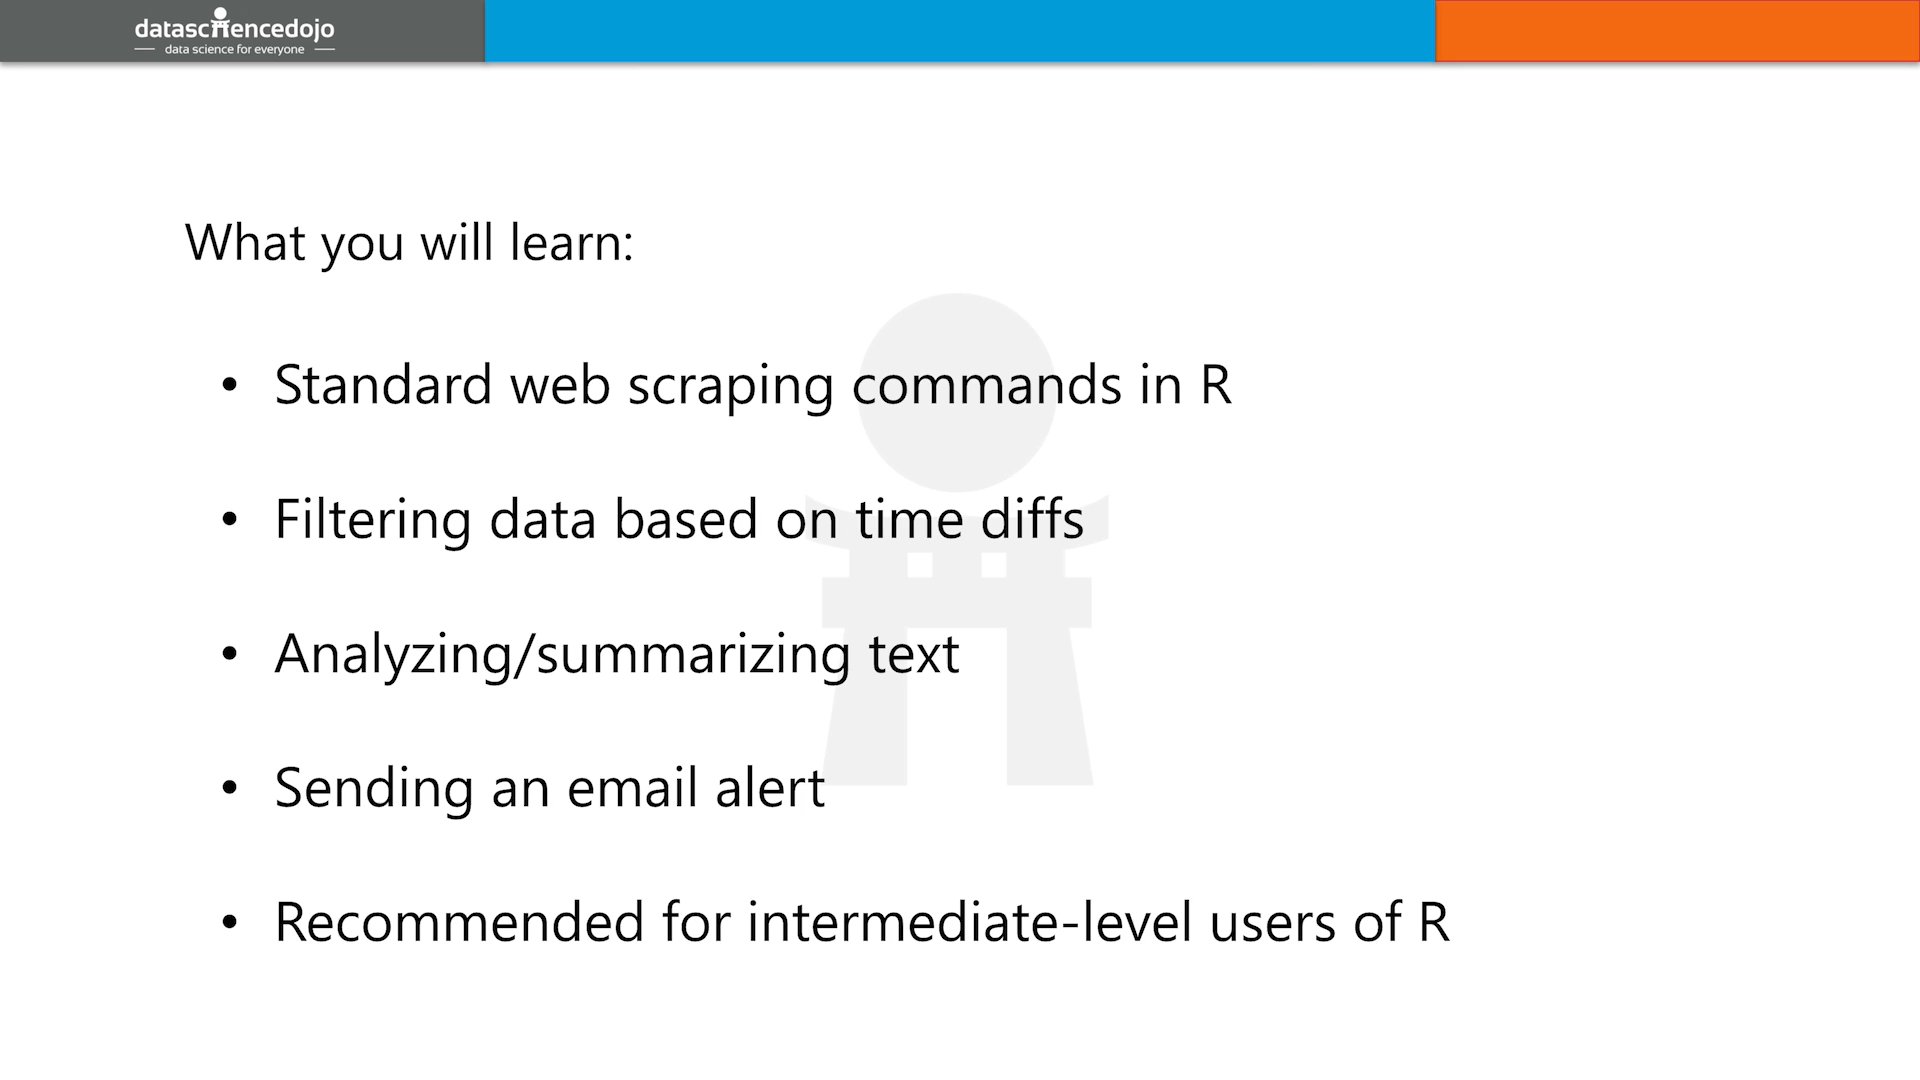 datasciencedojo
data science for everyone
What you will learn:
• Standard web scraping commands in R
• Filtering data based on time diffs
• Analyzing/summarizing text
• Sending an email alert
• Recommended for intermediate-level users of R